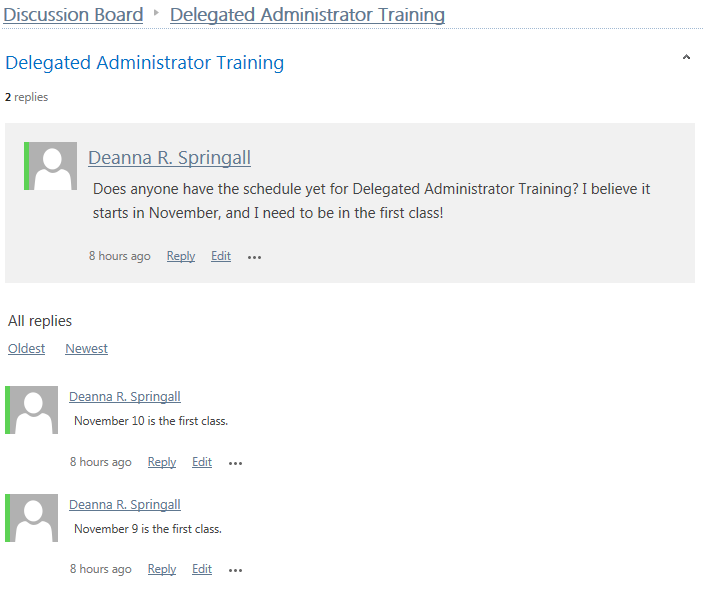 Discussion Board ▸ Delegated Administrator Training
Delegated Administrator Training
2 replies
Deanna R. Springall
Does anyone have the schedule yet for Delegated Administrator Training? I believe it
starts in November, and I need to be in the first class!
8 hours ago Reply Edit •••
All replies
Oldest Newest
Deanna R. Springall
November 10 is the first class.
8 hours ago Reply Edit •••
Deanna R. Springall
November 9 is the first class.
8 hours ago Reply Edit •••